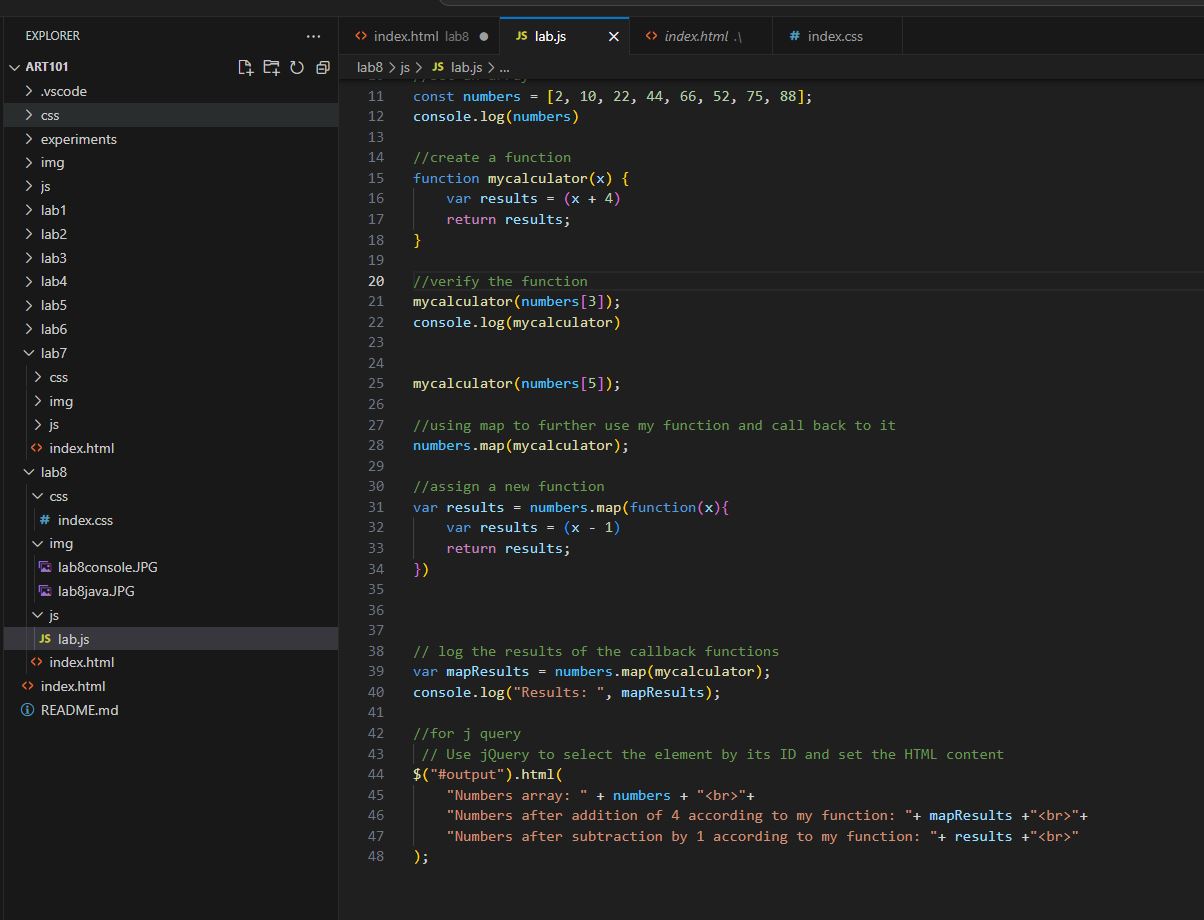 EXPLORER
ART101
.vscode
css
experiments
img
js
lab1
lab2
lab3
lab4
lab5
lab6
lab7
css
img
js
index.html
lab8
css
index.css
img
lab8console.JPG
lab8java.JPG
js
lab.js
index.html
index.html
README.md
index.html lab8 JS lab.js index.html .\ # index.css
lab8 > js > JS lab.js > ...
11 const numbers = [2, 10, 22, 44, 66, 52, 75, 88];
12 console.log(numbers)
13
14 //create a function
15 function mycalculator(x) {
16 var results = (x + 4)
17 return results;
18 }
19
20 //verify the function
21 mycalculator(numbers[3]);
22 console.log(mycalculator)
23
24
25 mycalculator(numbers[5]);
26
27 //using map to further use my function and call back to it
28 numbers.map(mycalculator);
29
30 //assign a new function
31 var results = numbers.map(function(x){
32 var results = (x - 1)
33 return results;
34 })
35
36
37
38 // log the results of the callback functions
39 var mapResults = numbers.map(mycalculator);
40 console.log("Results: ", mapResults);
41
42 //for j query
43 // Use jQuery to select the element by its ID and set the HTML content
44 $("#output").html(
45 "Numbers array: " + numbers + "<br>"+
46 "Numbers after addition of 4 according to my function: "+ mapResults +"<br>"+
47 "Numbers after subtraction by 1 according to my function: "+ results +"<br>"
48 );